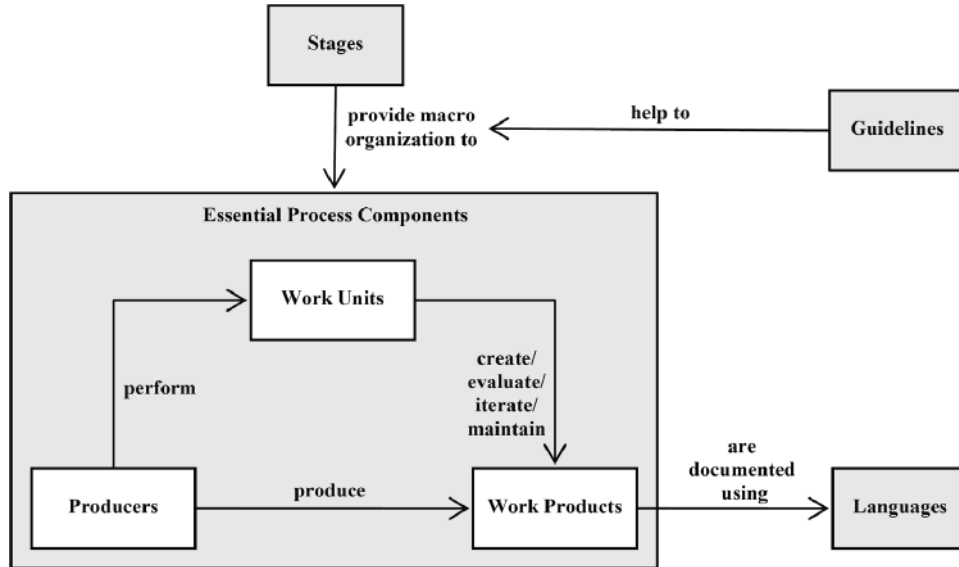 Stages
provide macro
organization to
help to
Guidelines
Essential Process Components
Work Units
perform
create/
evaluate/
iterate/
maintain
Producers
produce
Work Products
are
documented
using
Languages